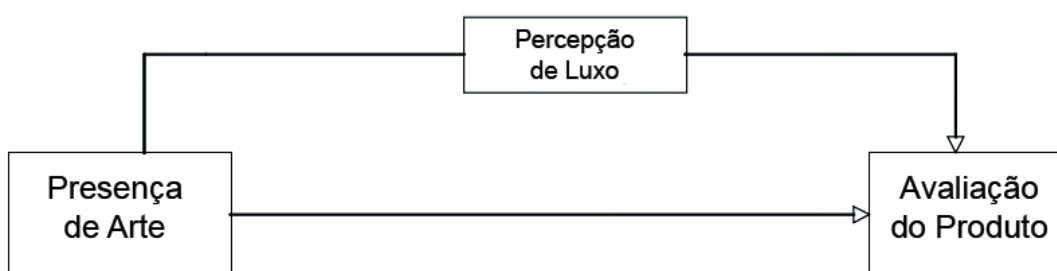 Percepção
de Luxo
Presença
de Arte
Avaliação
do Produto